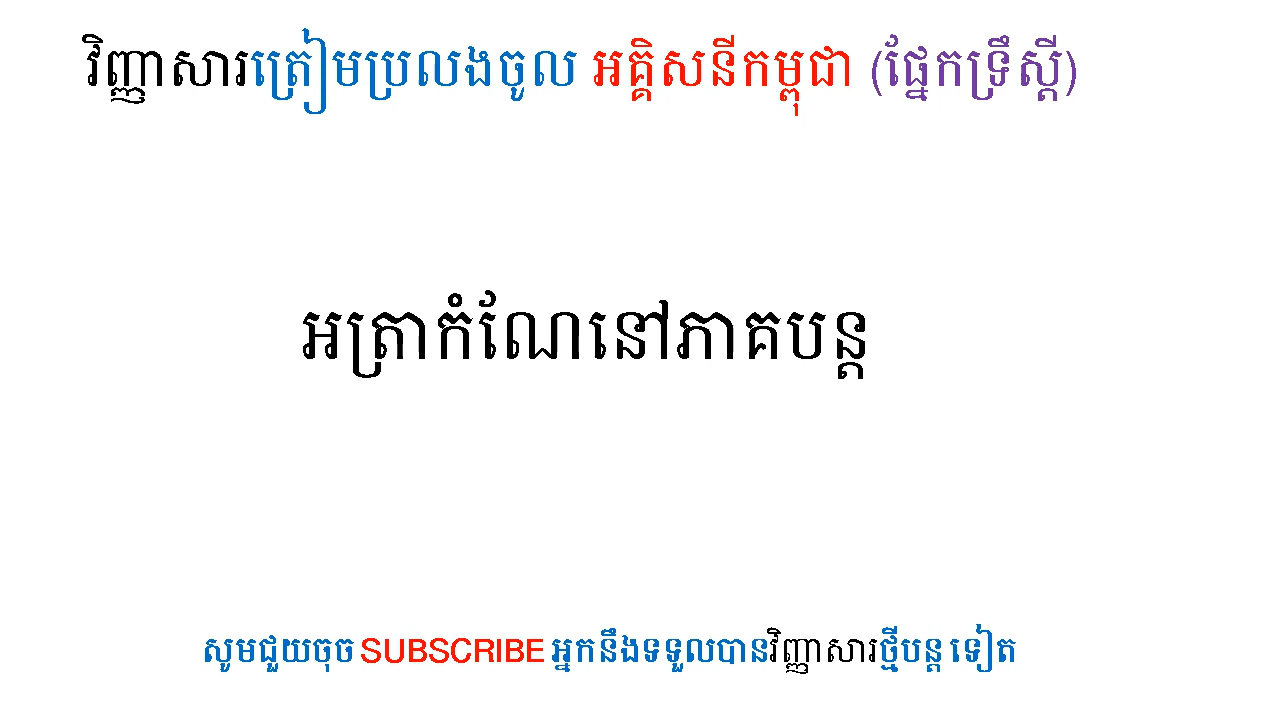 វិញ្ញាសារត្រៀមប្រលងចូល អគ្គិសនីកម្ពុជា (ផ្នែកទ្រឹស្តី)
អត្រាកំណែនៅភាគបន្ត
សូមជួយចុច SUBSCRIBE អ្នកនឹងទទួលបានវិញ្ញាសារថ្មីបន្ត ទៀត